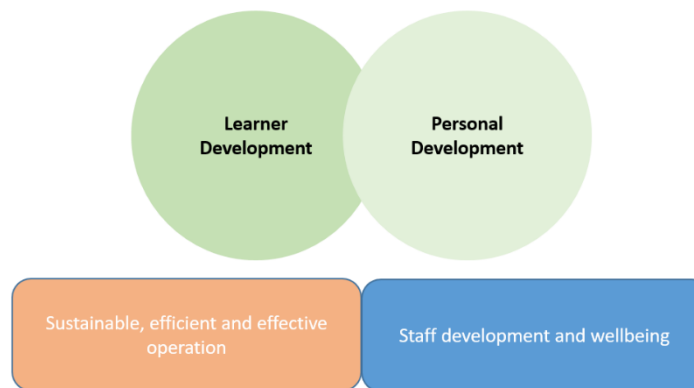 Learner
Development
Personal
Development
Sustainable, efficient and effective
operation
Staff development and wellbeing